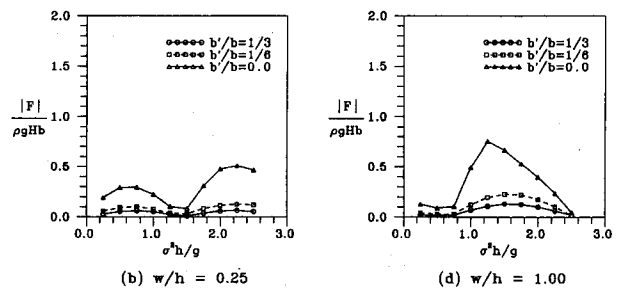 2.0
b'/b=1/3
b'/b=1/6
b'/b=0.0
1.5
|F|
ρgHb
1.0
0.5
0.0
0.0 1.0 2.0 3.0
σ²h/g
(b) w/h = 0.25
2.0
b'/b=1/3
b'/b=1/6
b'/b=0.0
1.5
|F|
ρgHb
1.0
0.5
0.0
0.0 1.0 2.0 3.0
σ²h/g
(d) w/h = 1.00